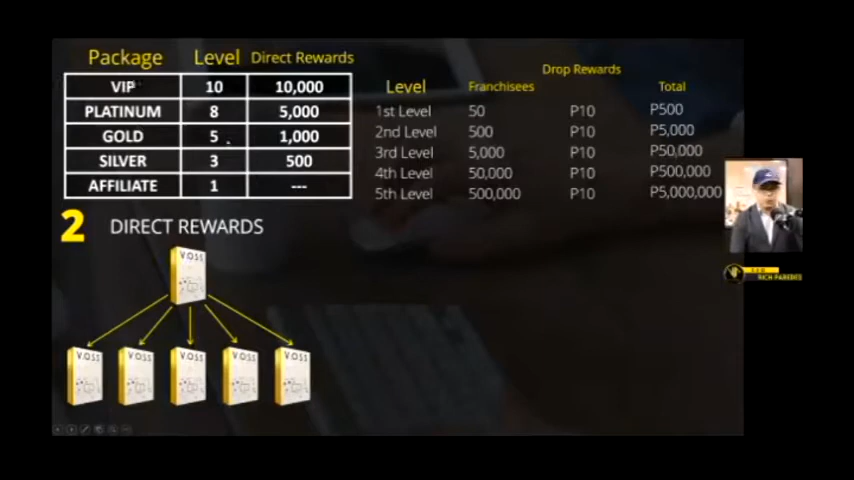 Package Level Direct Rewards
VIP 10 10,000
PLATINUM 8 5,000
GOLD 5 1,000
SILVER 3 500
AFFILIATE 1 ---
Drop Rewards
Level Franchisees Total
1st Level 50 P10 P500
2nd Level 500 P10 P5,000
3rd Level 5,000 P10 P50,000
4th Level 50,000 P10 P500,000
5th Level 500,000 P10 P5,000,000
2 DIRECT REWARDS
V.O.S.S
V.O.S.S V.O.S.S V.O.S.S V.O.S.S V.O.S.S
RICH PAREDES